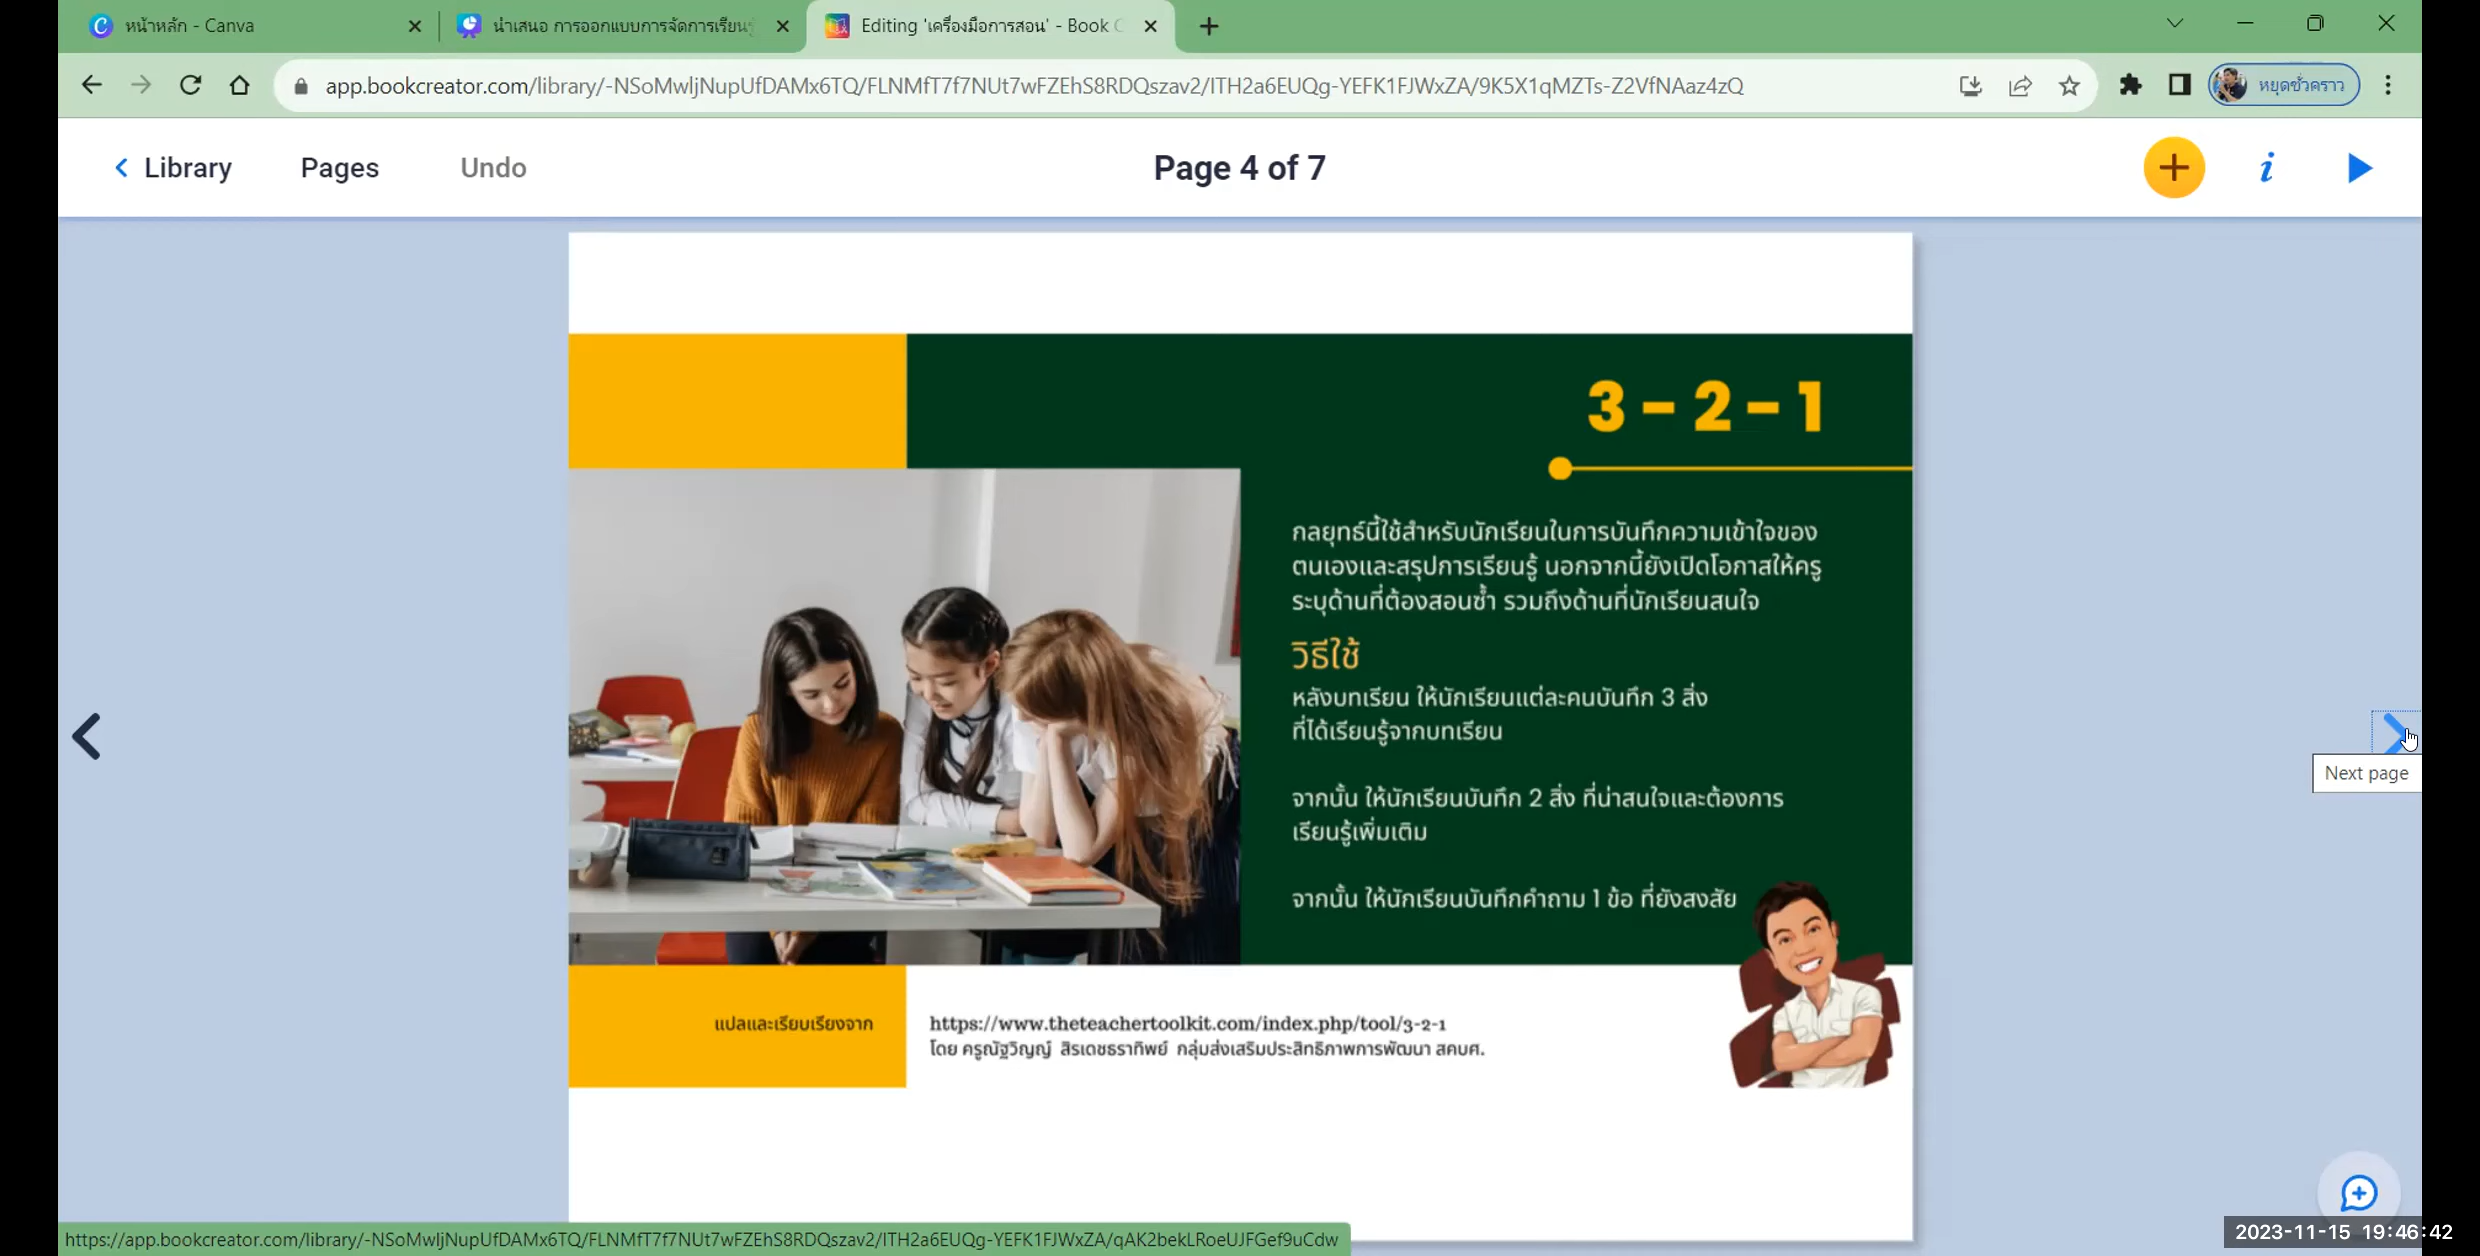 หน้าหลัก - Canva
นำเสนอ การออกแบบการจัดการเรียนรู้
Editing 'เครื่องมือการสอน' - Book C
app.bookcreator.com/library/-NSoMwljNupUfDAMx6TQ/FLNMfT7f7NUt7wFZEhS8RDQszav2/ITH2a6EUQg-YEFK1FJWxZA/9K5X1qMZTs-Z2VfNAaz4zQ
หยุดชั่วคราว
Library
Pages
Undo
Page 4 of 7
3 - 2 - 1
กลยุทธ์นี้ใช้สำหรับนักเรียนในการบันทึกความเข้าใจของ
ตนเองและสรุปการเรียนรู้ นอกจากนี้ยังเปิดโอกาสให้ครู
ระบุด้านที่ต้องสอนซ้ำ รวมถึงด้านที่นักเรียนสนใจ
วิธีใช้
หลังบทเรียน ให้นักเรียนแต่ละคนบันทึก 3 สิ่ง
ที่ได้เรียนรู้จากบทเรียน
จากนั้น ให้นักเรียนบันทึก 2 สิ่ง ที่น่าสนใจและต้องการ
เรียนรู้เพิ่มเติม
จากนั้น ให้นักเรียนบันทึกคำถาม 1 ข้อ ที่ยังสงสัย
Next page
แปลและเรียบเรียงจาก
https://www.theteachertoolkit.com/index.php/tool/3-2-1
โดย ครูณัฐวิญญ์ สิรเดชธราทิพย์ กลุ่มส่งเสริมประสิทธิภาพการพัฒนา สคบศ.
https://app.bookcreator.com/library/-NSoMwljNupUfDAMx6TQ/FLNMfT7f7NUt7wFZEhS8RDQszav2/ITH2a6EUQg-YEFK1FJWxZA/qAK2bekLRoeUJFGef9uCdw
2023-11-15 19:46:42